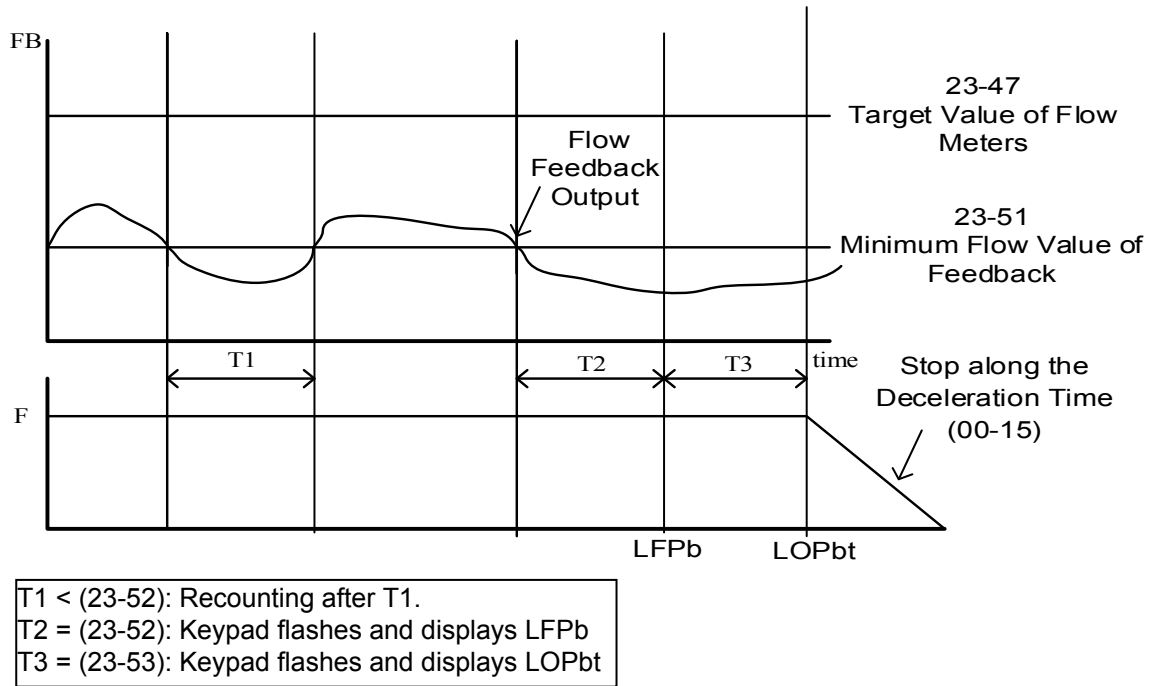 FB
23-47
Target Value of Flow
Meters
Flow
Feedback
Output
23-51
Minimum Flow Value of
Feedback
T1
T2
T3
time
F
Stop along the
Deceleration Time
(00-15)
LFPb
LOPbt
T1 < (23-52): Recounting after T1.
T2 = (23-52): Keypad flashes and displays LFPb
T3 = (23-53): Keypad flashes and displays LOPbt